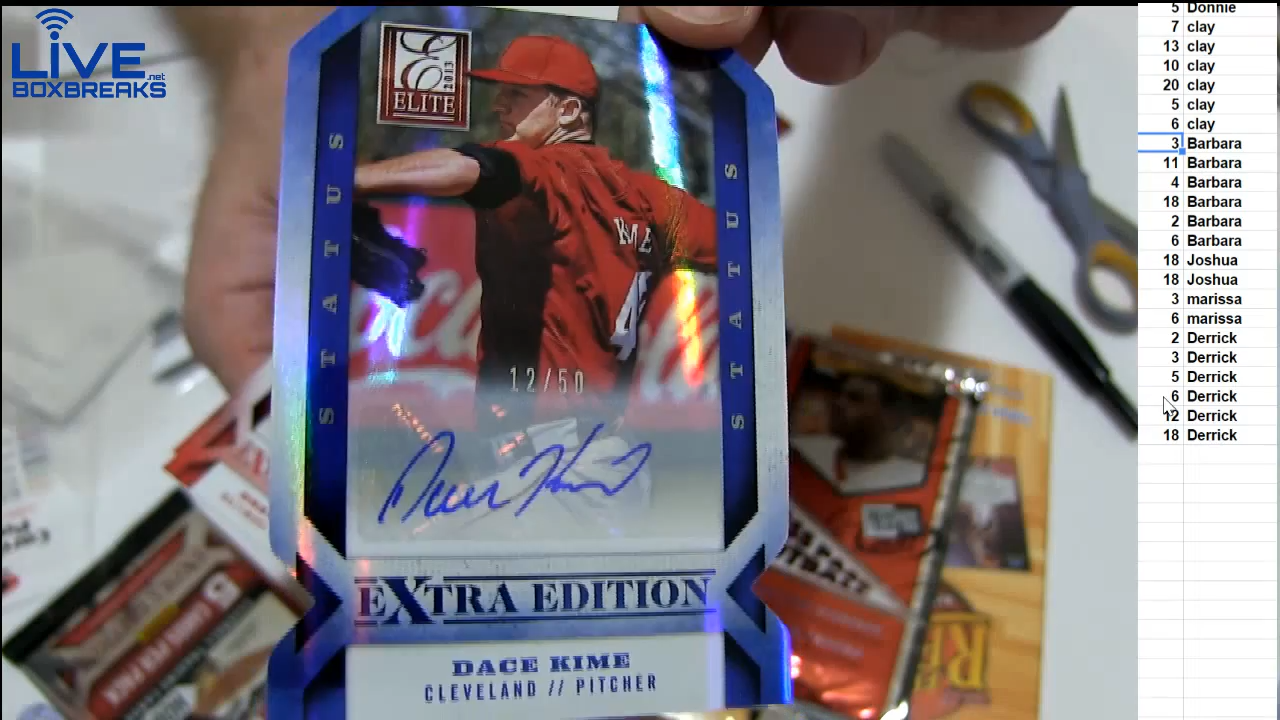 LiVE.net
BOXBREAKS
E
2013
ELITE
STATUS
STATUS
12/50
Dace Kime
EXTRA EDITION
DACE KIME
CLEVELAND // PITCHER
5 Donnie
7 clay
13 clay
10 clay
20 clay
5 clay
6 clay
3 Barbara
11 Barbara
4 Barbara
18 Barbara
2 Barbara
6 Barbara
18 Joshua
18 Joshua
3 marissa
6 marissa
2 Derrick
3 Derrick
5 Derrick
6 Derrick
12 Derrick
18 Derrick